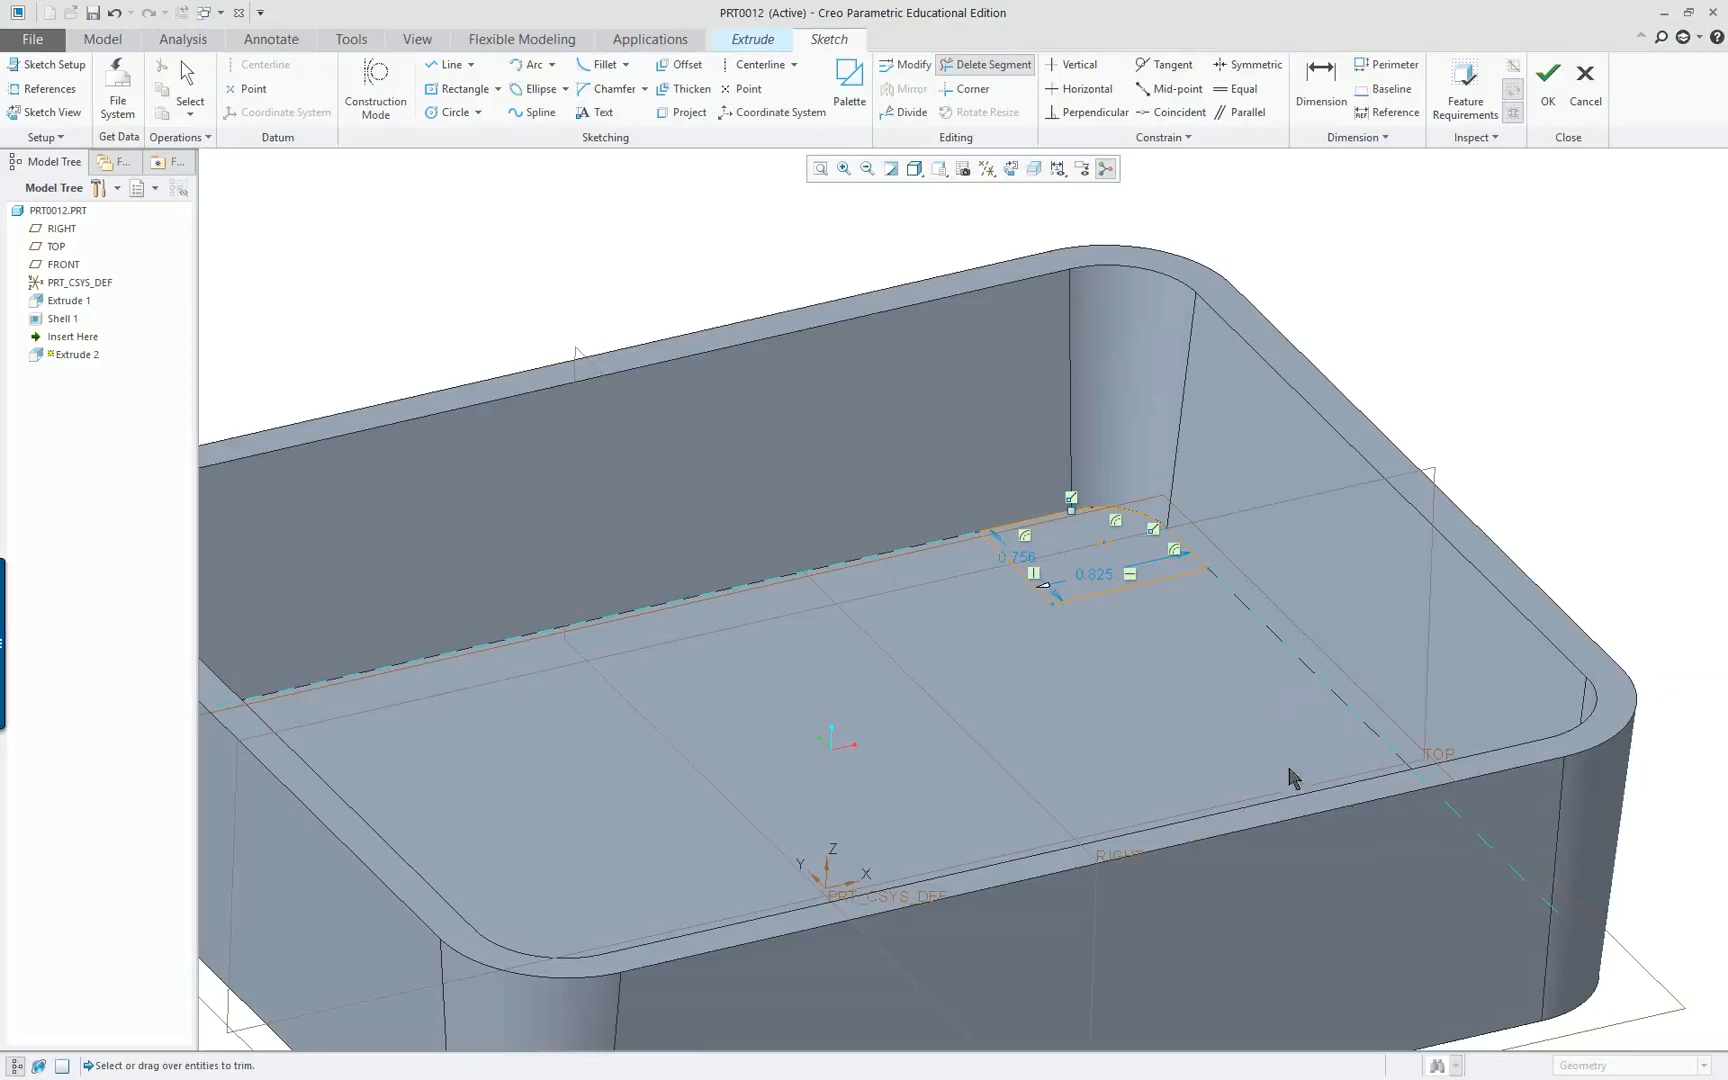 PRT0012 (Active) - Creo Parametric Educational Edition
File Model Analysis Annotate Tools View Flexible Modeling Applications Extrude Sketch
Sketch Setup Centerline Line Arc Fillet Offset Centerline Modify Delete Segment Vertical Tangent Symmetric Perimeter
References Point Rectangle Ellipse Chamfer Thicken Point Mirror Corner Horizontal Mid-point Equal Baseline
Sketch View Coordinate System Circle Spline Text Project Coordinate System Divide Rotate Resize Perpendicular Coincident Parallel Reference
File System Select Construction Mode Palette Dimension Feature Requirements OK Cancel
Setup Get Data Operations Datum Sketching Editing Constrain Dimension Inspect Close
Model Tree F... F...
Model Tree
PRT0012.PRT
RIGHT
TOP
FRONT
PRT_CSYS_DEF
Extrude 1
Shell 1
Insert Here
Extrude 2
0.756
0.825
TOP
RIGHT
Z
Y
X
PRT_CSYS_DEF
Select or drag over entities to trim.
Geometry